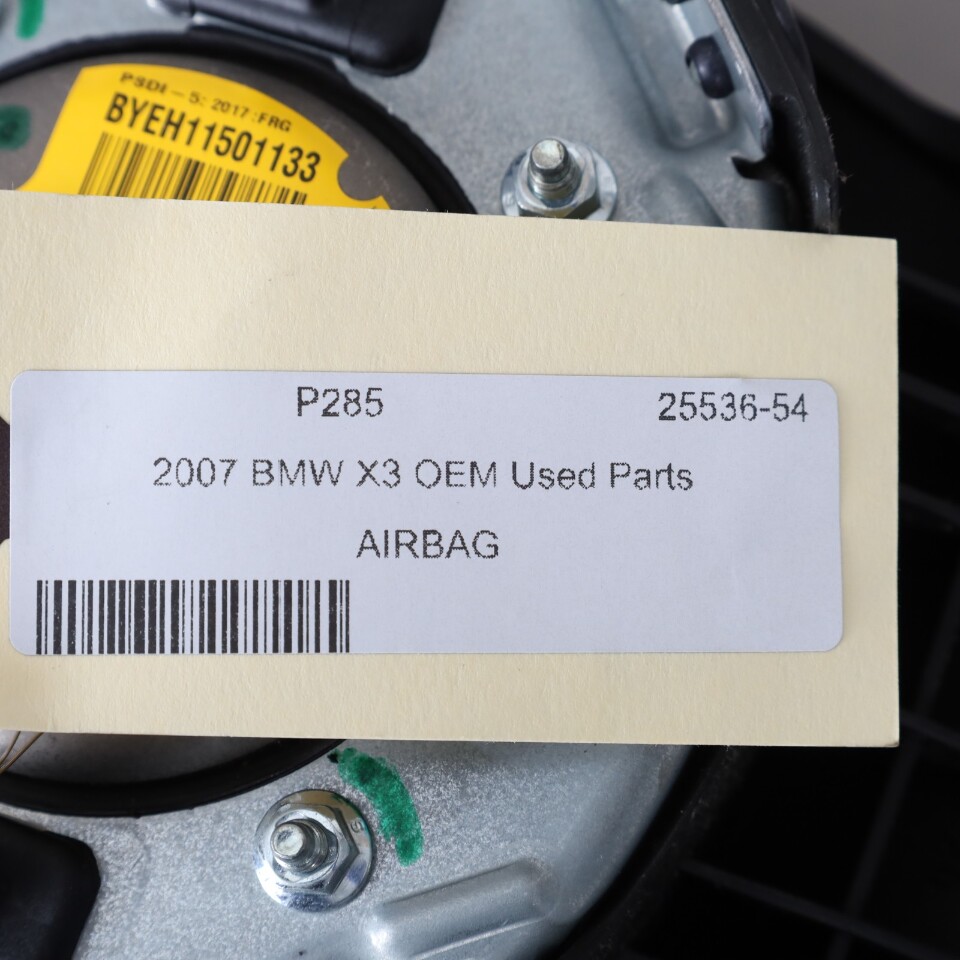 PSDI-5; 2017 :FRG
BYEH11501133
P285 25536-54
2007 BMW X3 OEM Used Parts
AIRBAG